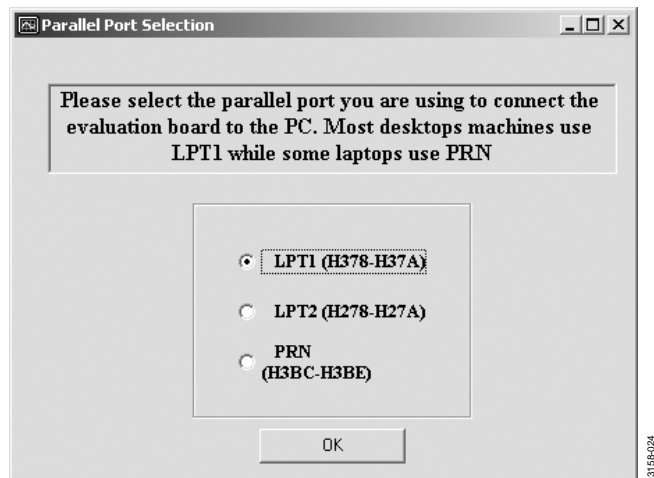 Parallel Port Selection
Please select the parallel port you are using to connect the
evaluation board to the PC. Most desktops machines use
LPT1 while some laptops use PRN
LPT1 (H378-H37A)
LPT2 (H278-H27A)
PRN
(H3BC-H3BE)
OK
3158-024